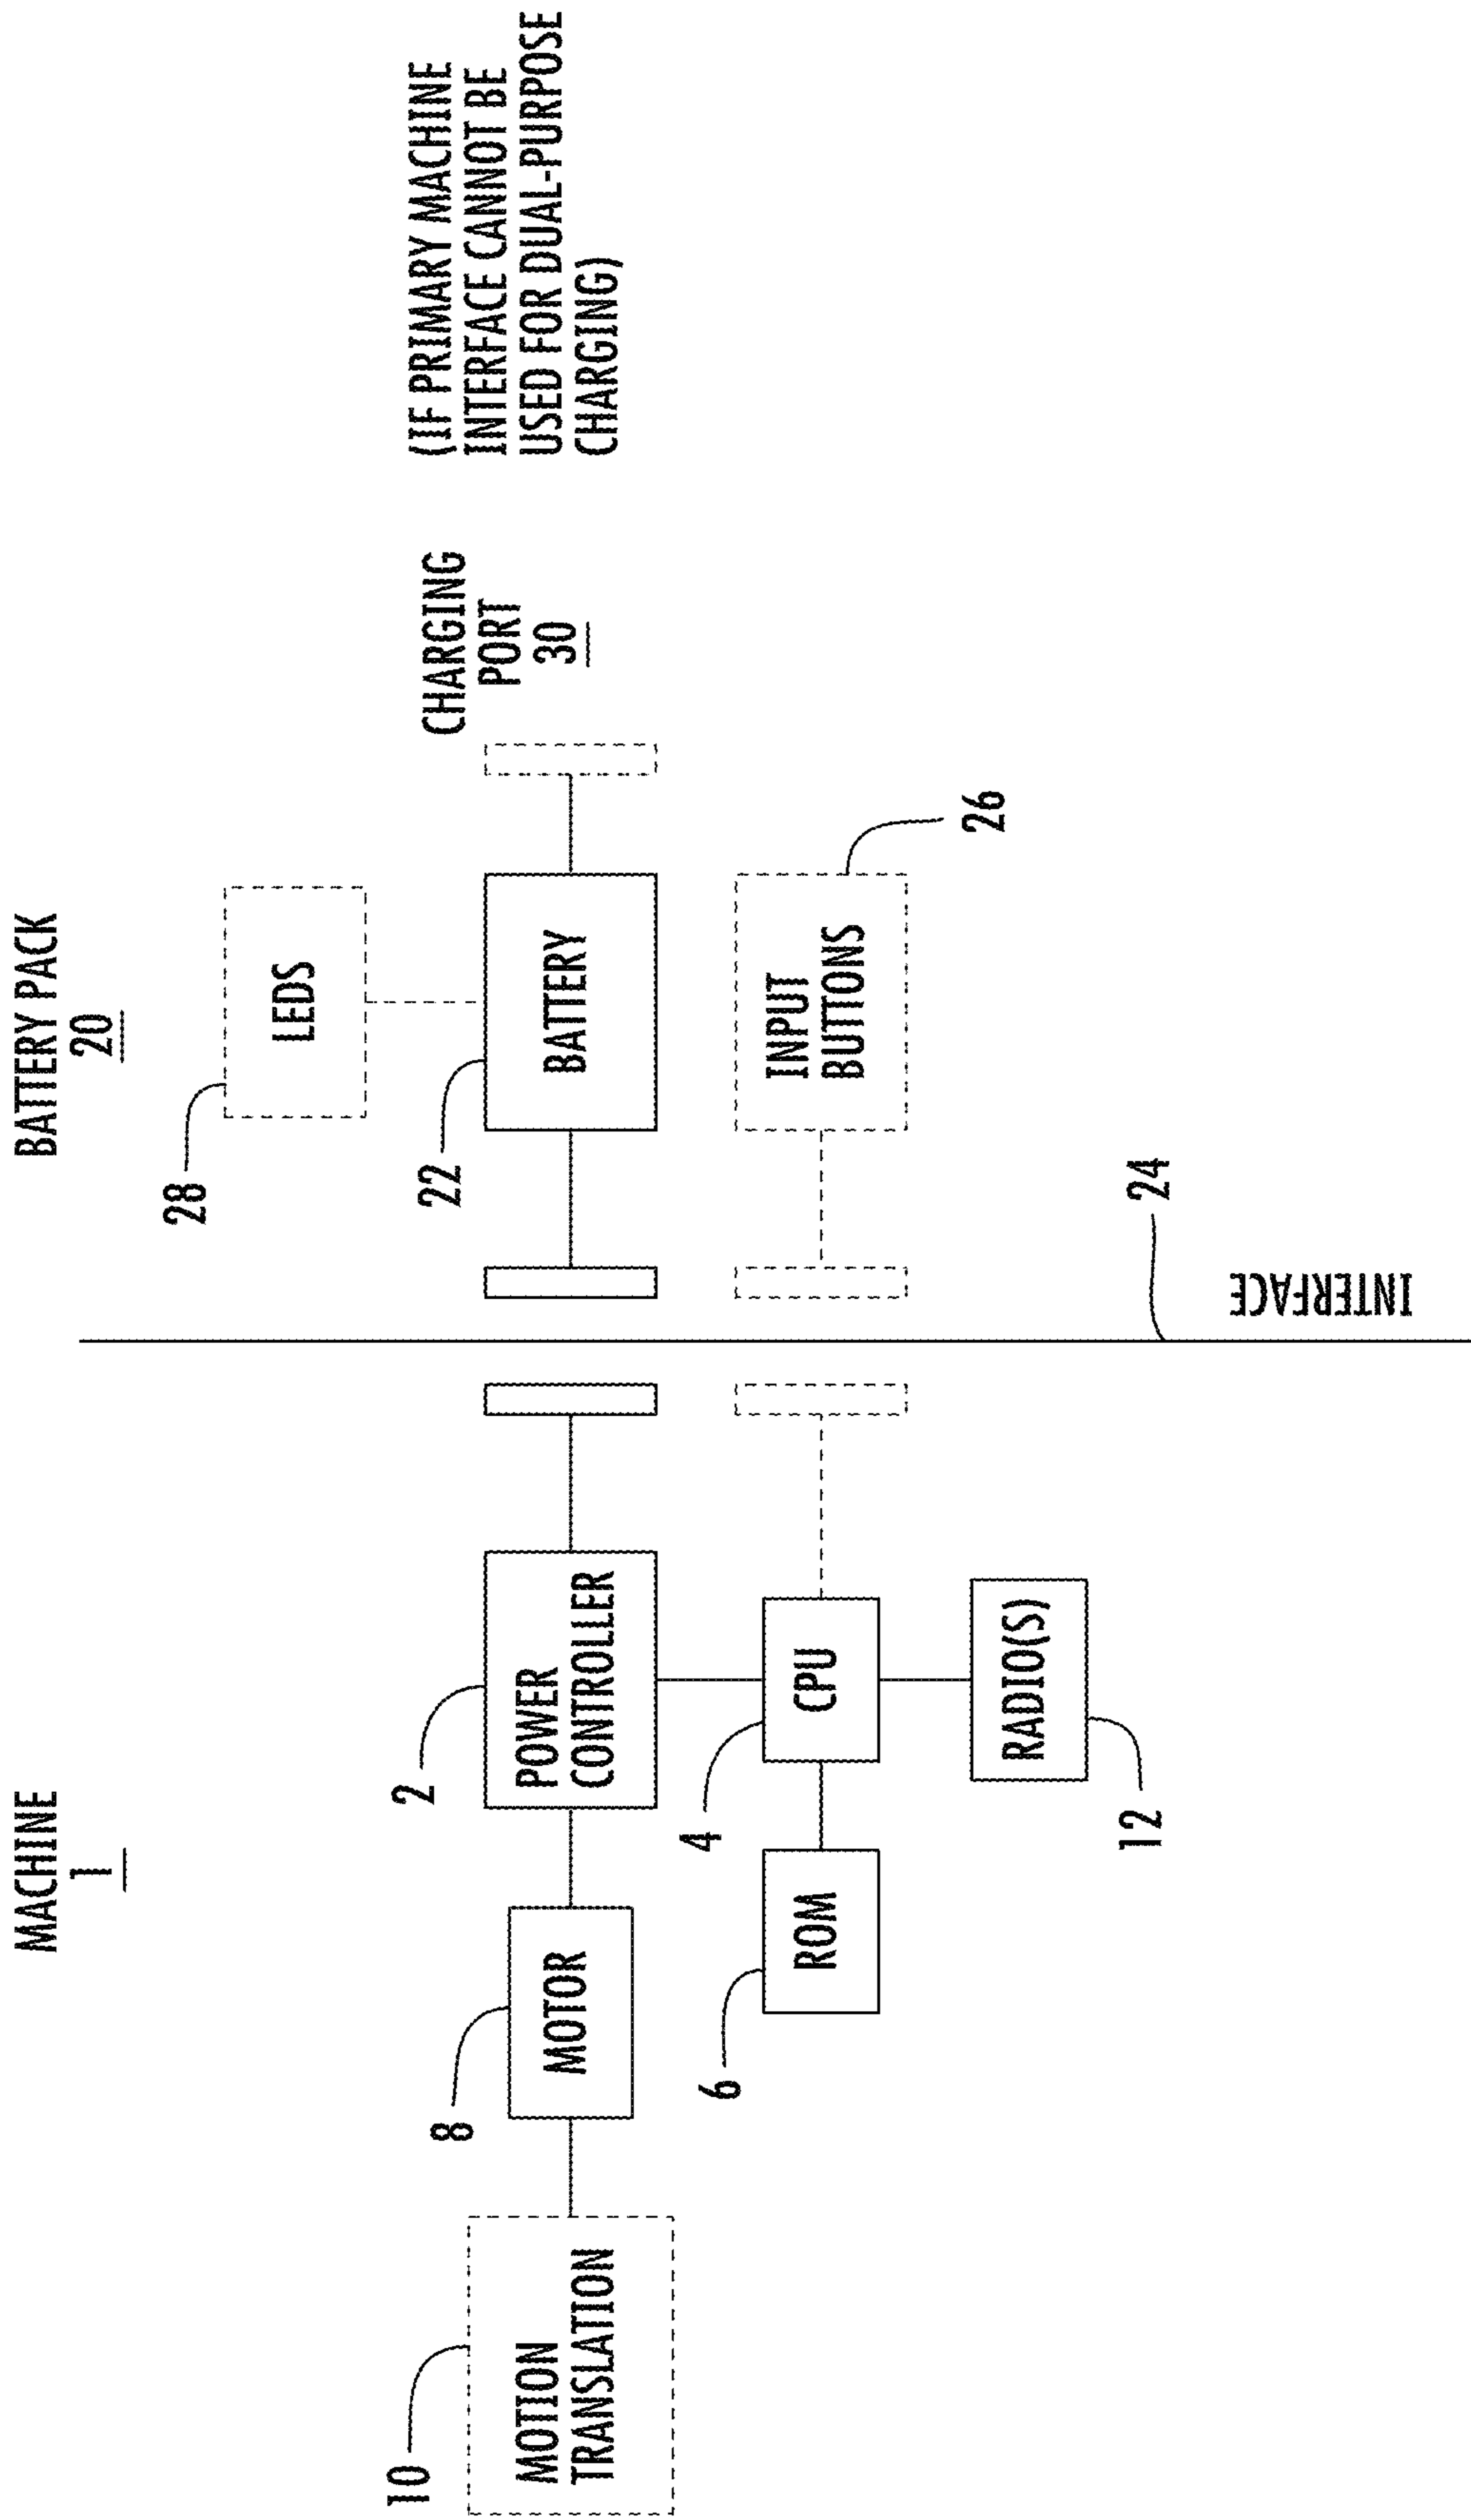 MACHINE
1
BATTERY PACK
20
28
LEDS
10
MOTION
TRANSLATION
8
MOTOR
2
POWER
CONTROLLER
22
BATTERY
CHARGING
PORT
30
(IF PRIMARY MACHINE
INTERFACE CANNOT BE
USED FOR DUAL-PURPOSE
CHARGING)
6
ROM
4
CPU
INPUT
BUTTONS
26
RADIO(S)
12
24
INTERFACE